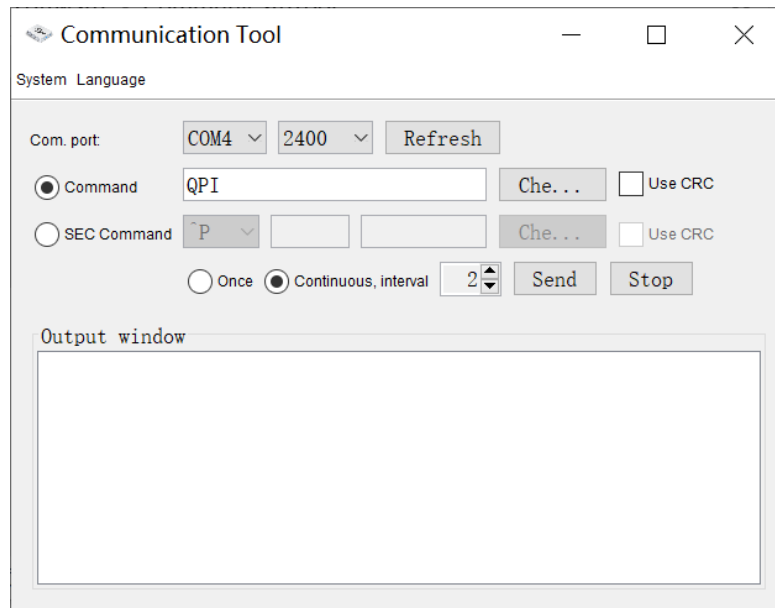 Communication Tool
System Language
Com. port: COM4 2400 Refresh
Command QPI Che... Use CRC
SEC Command ^P Che... Use CRC
Once Continuous, interval 2 Send Stop
Output window